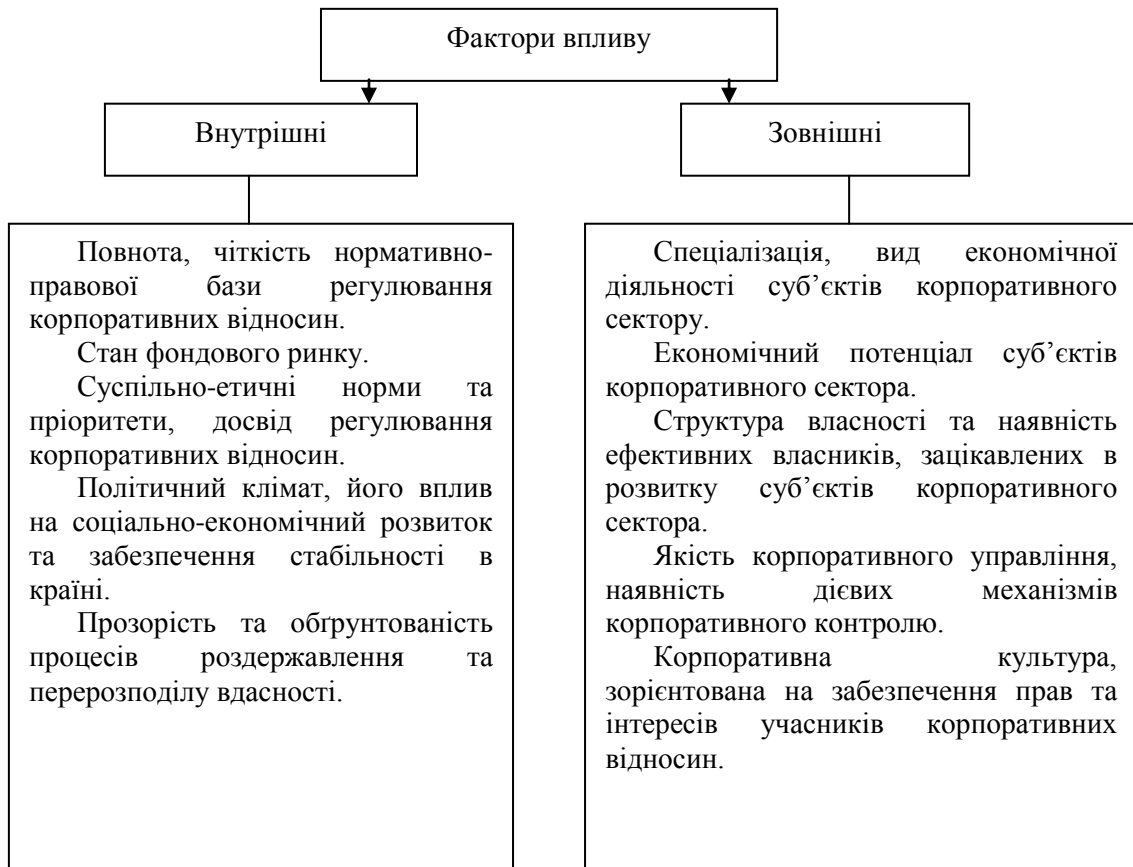 Фактори впливу
Внутрішні
Зовнішні
Повнота, чіткість нормативно-
правової бази регулювання
корпоративних відносин.
Стан фондового ринку.
Суспільно-етичні норми та
пріоритети, досвід регулювання
корпоративних відносин.
Політичний клімат, його вплив
на соціально-економічний розвиток
та забезпечення стабільності в
країні.
Прозорість та обґрунтованість
процесів роздержавлення та
перерозподілу вдасності.
Спеціалізація, вид економічної
діяльності суб’єктів корпоративного
сектору.
Економічний потенціал суб’єктів
корпоративного сектора.
Структура власності та наявність
ефективних власників, зацікавлених в
розвитку суб’єктів корпоративного
сектора.
Якість корпоративного управління,
наявність дієвих механізмів
корпоративного контролю.
Корпоративна культура,
зорієнтована на забезпечення прав та
інтересів учасників корпоративних
відносин.